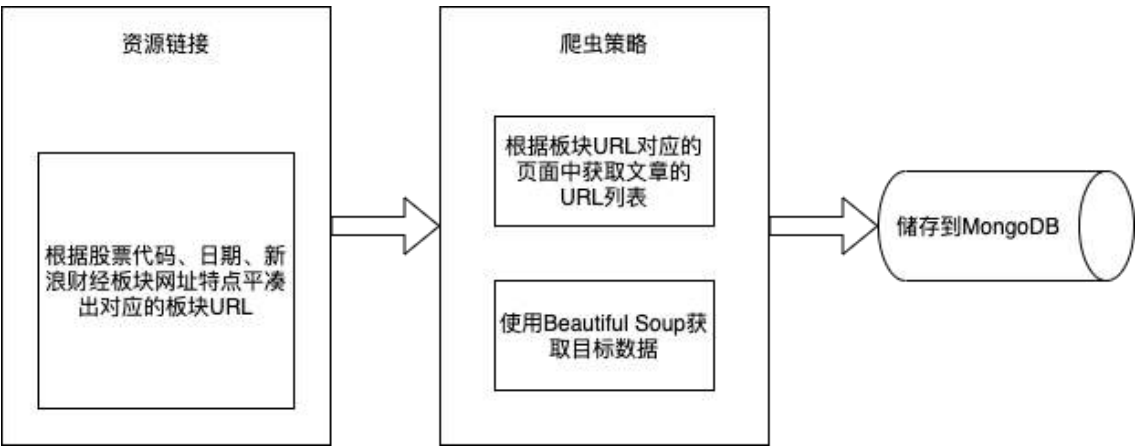 资源链接
根据股票代码、日期、新
浪财经板块网址特点平凑
出对应的板块URL
爬虫策略
根据板块URL对应的
页面中获取文章的
URL列表
使用Beautiful Soup获
取目标数据
储存到MongoDB